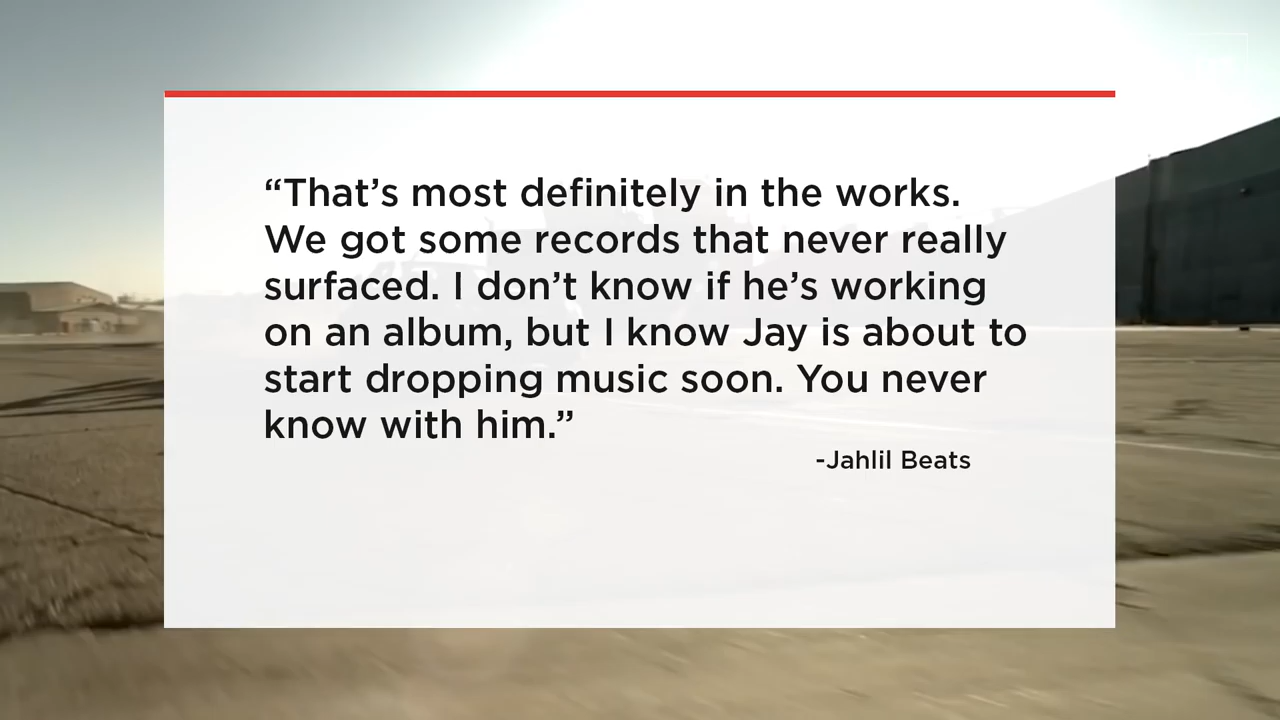 “That’s most definitely in the works.
We got some records that never really
surfaced. I don’t know if he’s working
on an album, but I know Jay is about to
start dropping music soon. You never
know with him.”
-Jahlil Beats